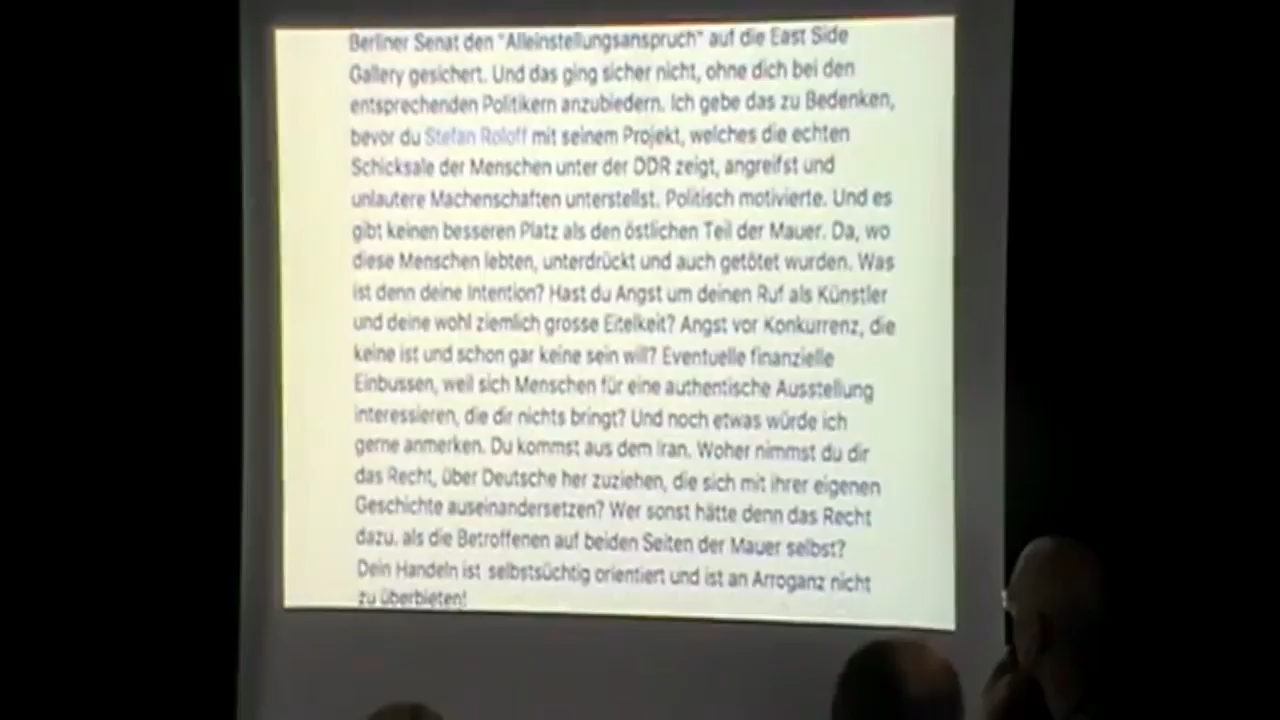 Berliner Senat den "Alleinstellungsanspruch" auf die East Side
Gallery gesichert. Und das ging sicher nicht, ohne dich bei den
entsprechenden Politikern anzubiedern. Ich gebe das zu Bedenken,
bevor du Stefan Roloff mit seinem Projekt, welches die echten
Schicksale der Menschen unter der DDR zeigt, angreifst und
unlautere Machenschaften unterstellst. Politisch motivierte. Und es
gibt keinen besseren Platz als den östlichen Teil der Mauer. Da, wo
diese Menschen lebten, unterdrückt und auch getötet wurden. Was
ist denn deine Intention? Hast du Angst um deinen Ruf als Künstler
und deine wohl ziemlich grosse Eitelkeit? Angst vor Konkurrenz, die
keine ist und schon gar keine sein will? Eventuelle finanzielle
Einbussen, weil sich Menschen für eine authentische Ausstellung
interessieren, die dir nichts bringt? Und noch etwas würde ich
gerne anmerken. Du kommst aus dem Iran. Woher nimmst du dir
das Recht, über Deutsche her zuziehen, die sich mit ihrer eigenen
Geschichte auseinandersetzen? Wer sonst hätte denn das Recht
dazu, als die Betroffenen auf beiden Seiten der Mauer selbst?
Dein Handeln ist selbstsüchtig orientiert und ist an Arroganz nicht
zu überbieten!